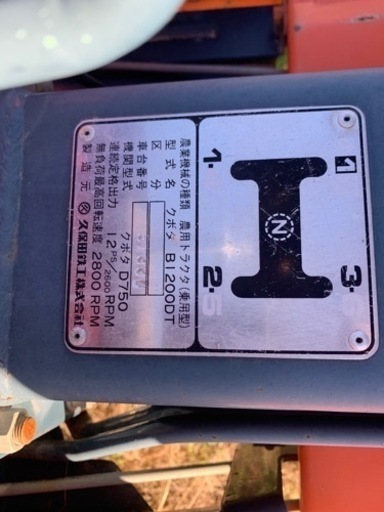 農業機械の種類 農用トラクタ(乗用型)
型式名 クボタ B1200DT
区分
車台番号
機関型式 クボタ D750
連続定格出力 12PS/2600RPM
無負荷最高回転速度 2800RPM
製造元 久保田鉄工株式会社
1 N 3
2